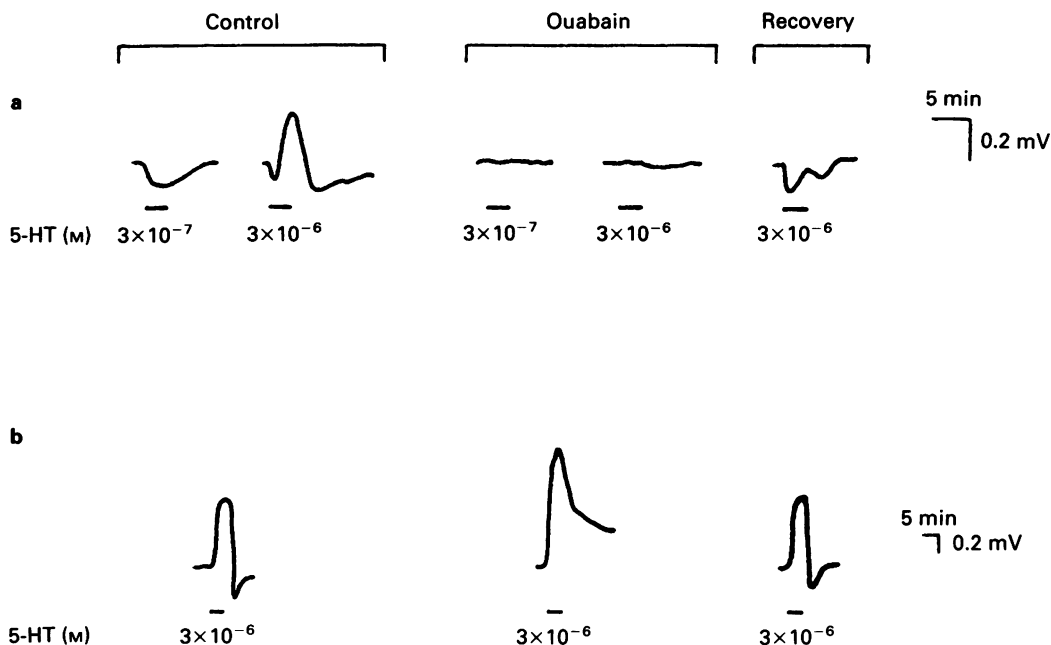 Control Ouabain Recovery
a
5 min
0.2 mV
5-HT (M) 3×10⁻⁷ 3×10⁻⁶ 3×10⁻⁷ 3×10⁻⁶ 3×10⁻⁶
b
5 min
0.2 mV
5-HT (M) 3×10⁻⁶ 3×10⁻⁶ 3×10⁻⁶